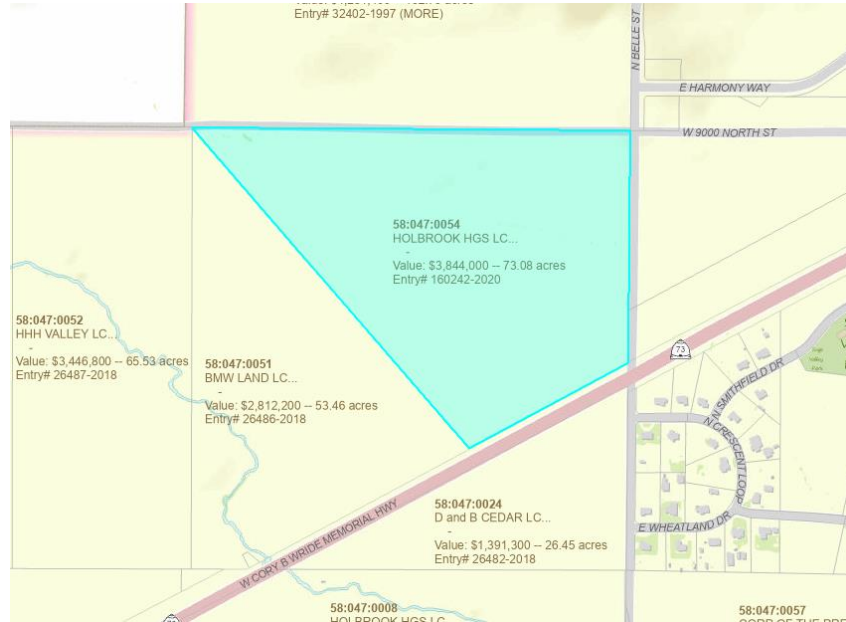 Entry# 32402-1997 (MORE)
N BELLE ST
E HARMONY WAY
W 9000 NORTH ST
58:047:0054
HOLBROOK HGS LC...
-
Value: $3,844,000 -- 73.08 acres
Entry# 160242-2020
58:047:0052
HHH VALLEY LC...
-
Value: $3,446,800 -- 65.53 acres
Entry# 26487-2018
58:047:0051
BMW LAND LC...
-
Value: $2,812,200 -- 53.46 acres
Entry# 26486-2018
73
N SMITHFIELD DR
N CRESCENT LOOP
E WHEATLAND DR
58:047:0024
D and B CEDAR LC...
-
Value: $1,391,300 -- 26.45 acres
Entry# 26482-2018
W CORY B WRIDE MEMORIAL HWY
58:047:0008
HOLBROOK HGS LC
58:047:0057